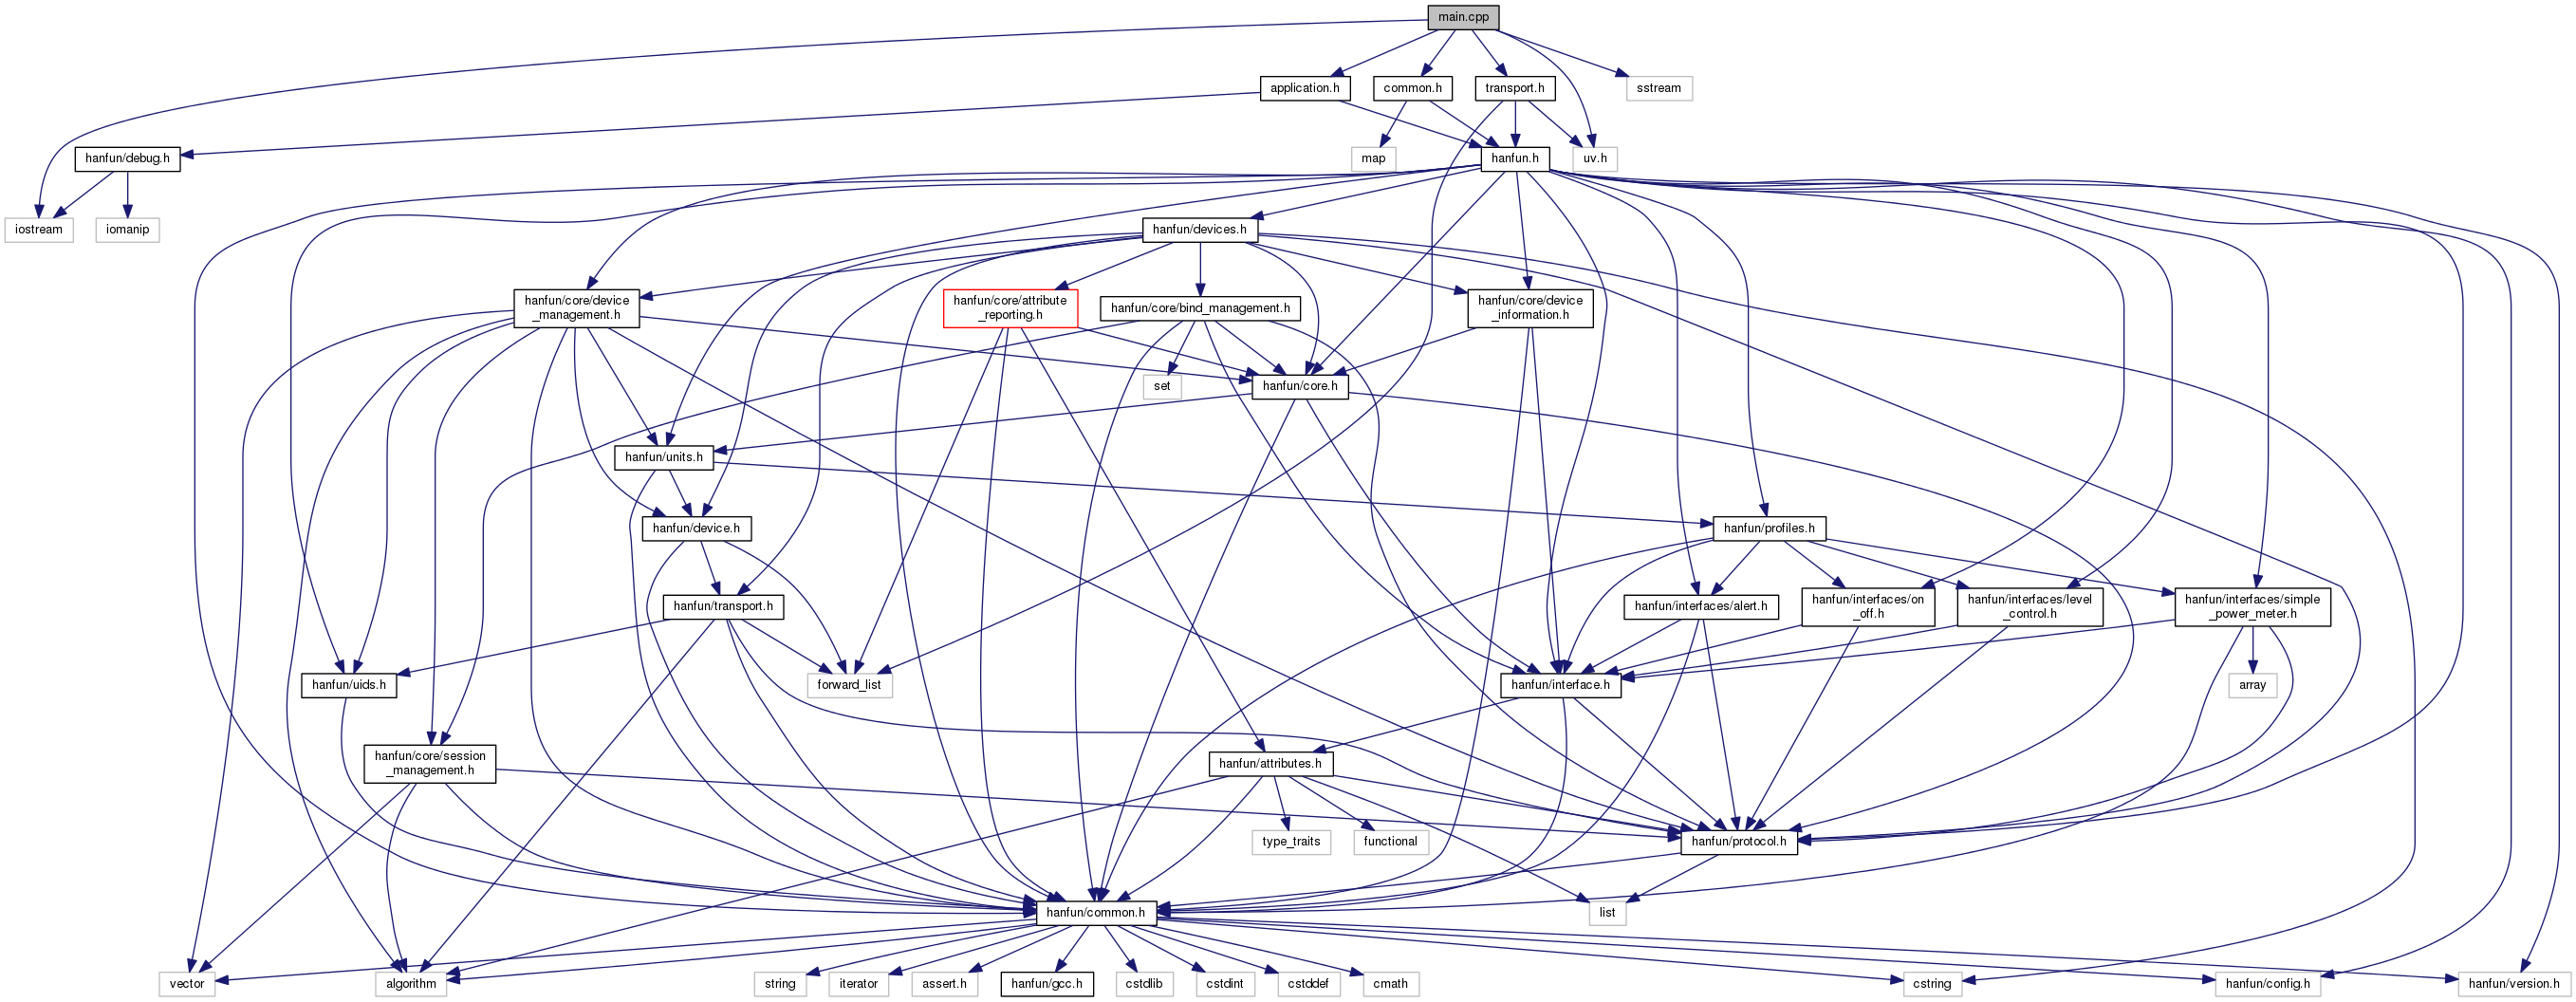 main.cpp
application.h
common.h
transport.h
sstream
hanfun/debug.h
map
hanfun.h
uv.h
iostream
iomanip
hanfun/devices.h
hanfun/core/device
_management.h
hanfun/core/attribute
_reporting.h
hanfun/core/bind_management.h
hanfun/core/device
_information.h
set
hanfun/core.h
hanfun/units.h
hanfun/device.h
hanfun/profiles.h
hanfun/transport.h
hanfun/interfaces/alert.h
hanfun/interfaces/on
_off.h
hanfun/interfaces/level
_control.h
hanfun/interfaces/simple
_power_meter.h
hanfun/uids.h
forward_list
hanfun/interface.h
array
hanfun/core/session
_management.h
hanfun/attributes.h
type_traits
functional
hanfun/protocol.h
hanfun/common.h
list
vector
algorithm
string
iterator
assert.h
hanfun/gcc.h
cstdlib
cstdint
cstddef
cmath
cstring
hanfun/config.h
hanfun/version.h